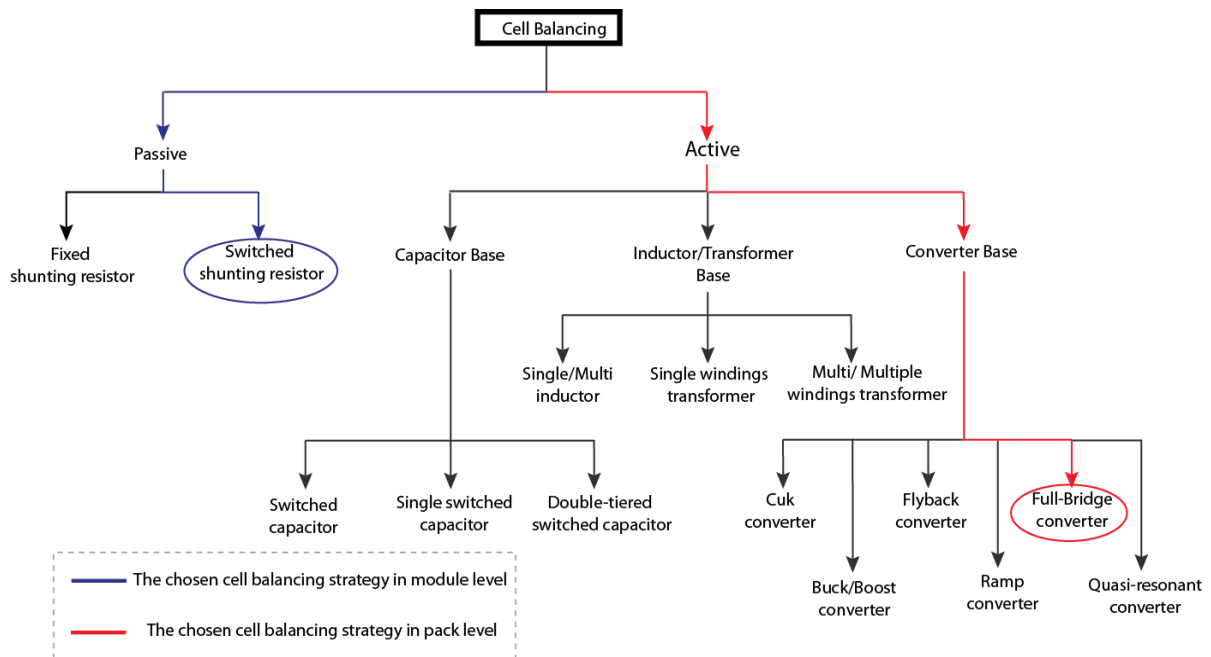 Cell Balancing
Passive
Active
Fixed
shunting resistor
Switched
shunting resistor
Capacitor Base
Inductor/Transformer
Base
Converter Base
Single/Multi
inductor
Single windings
transformer
Multi/ Multiple
windings transformer
Switched
capacitor
Single switched
capacitor
Double-tiered
switched capacitor
Cuk
converter
Flyback
converter
Full-Bridge
converter
Buck/Boost
converter
Ramp
converter
Quasi-resonant
converter
The chosen cell balancing strategy in module level
The chosen cell balancing strategy in pack level